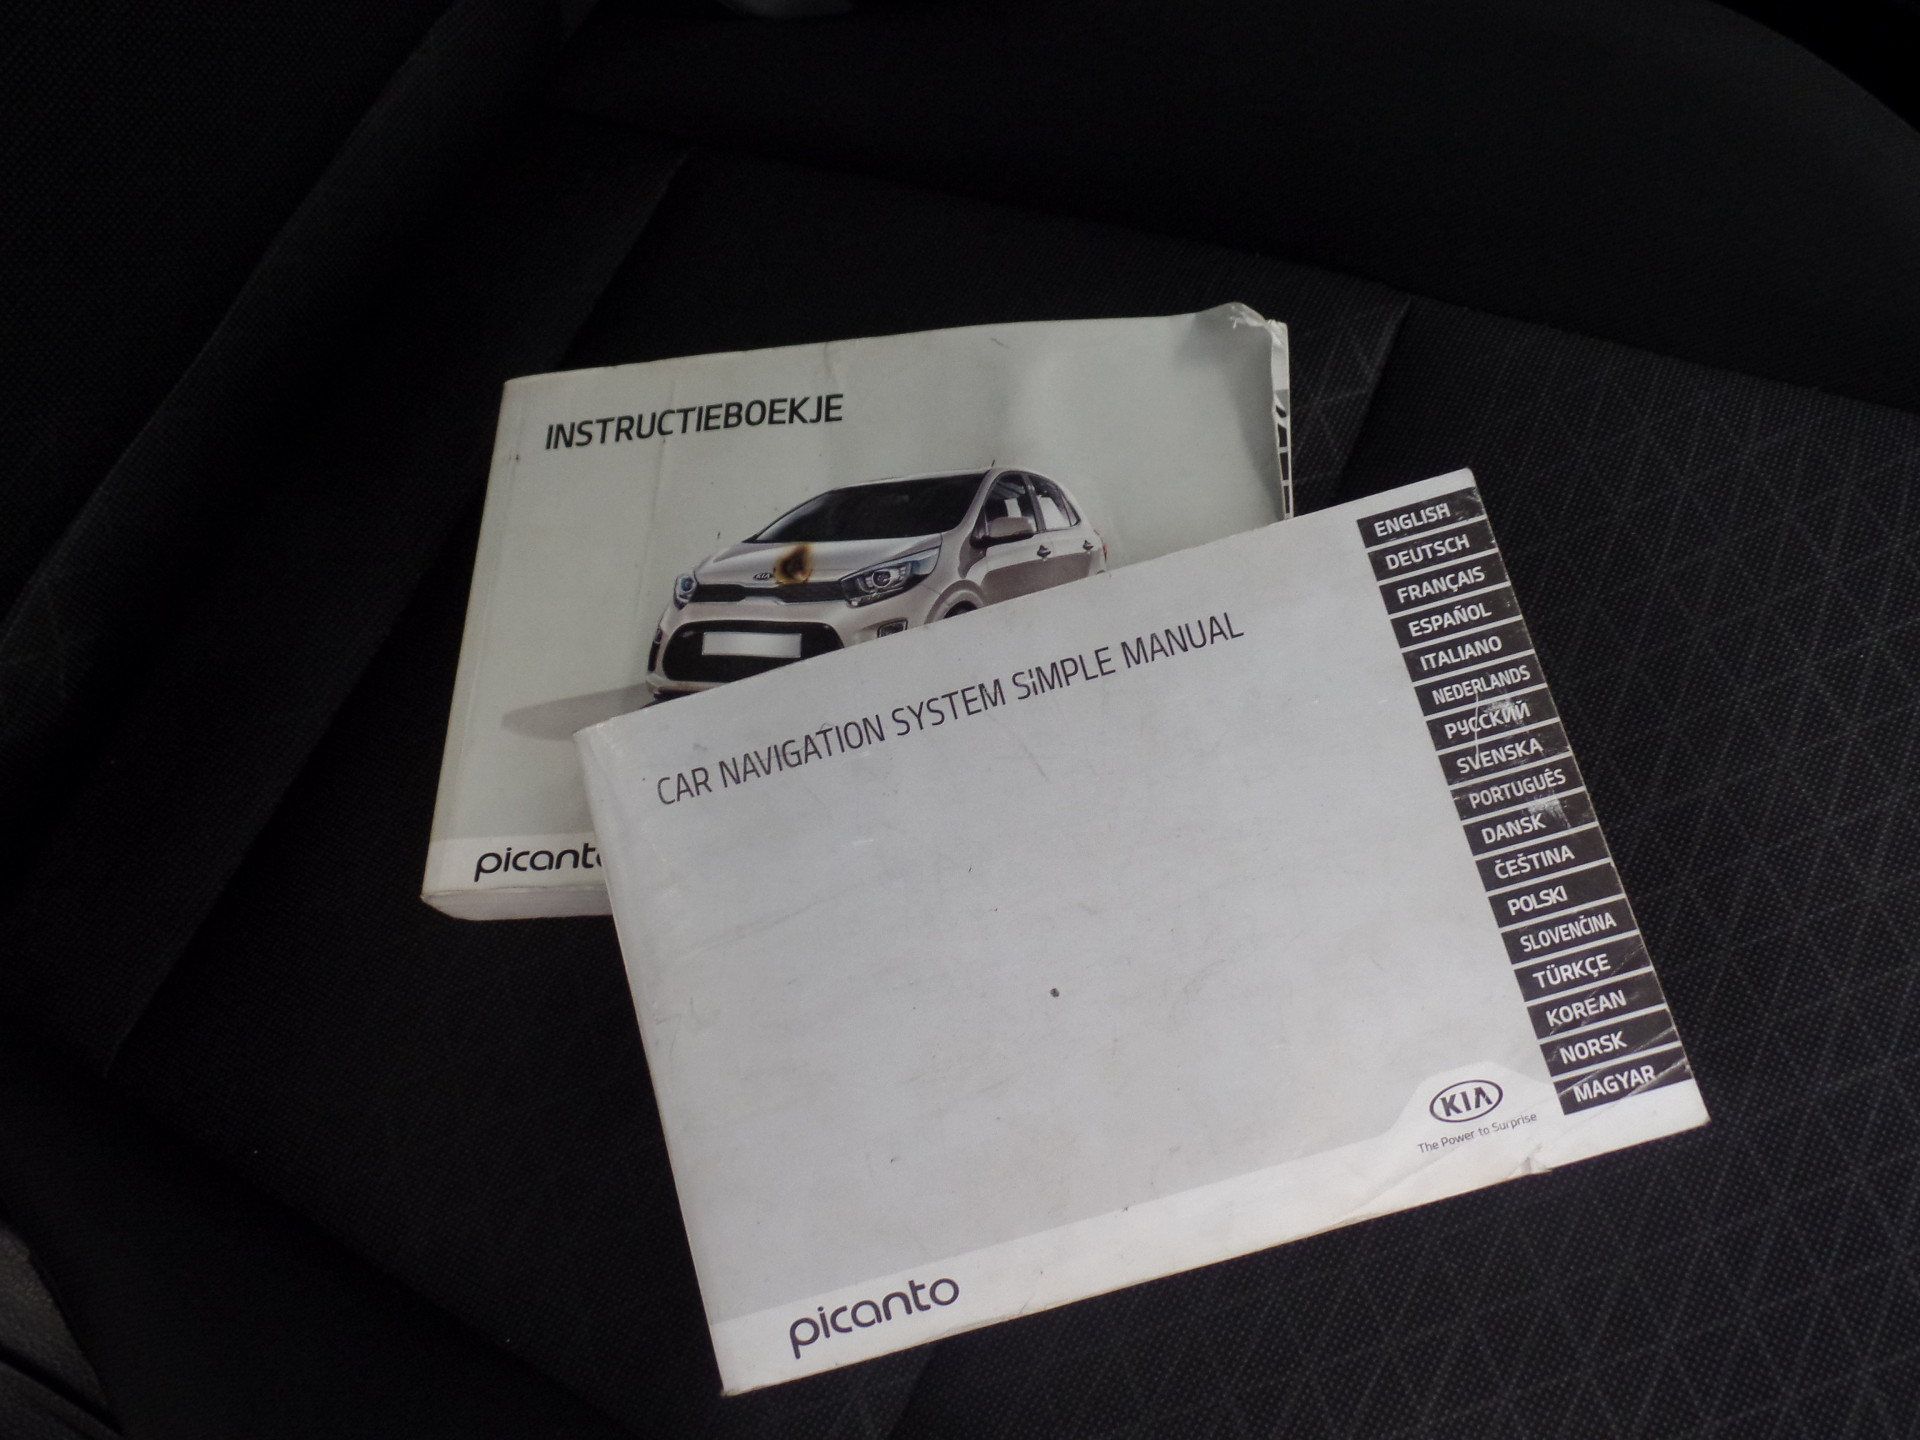 INSTRUCTIEBOEKJE
KIA
picanto
CAR NAVIGATION SYSTEM SIMPLE MANUAL
ENGLISH
DEUTSCH
FRANÇAIS
ESPAÑOL
ITALIANO
NEDERLANDS
РУССКИЙ
SVENSKA
PORTUGUÊS
DANSK
ČEŠTINA
POLSKI
SLOVENČINA
TÜRKÇE
KOREAN
NORSK
MAGYAR
KIA
The Power to Surprise
picanto